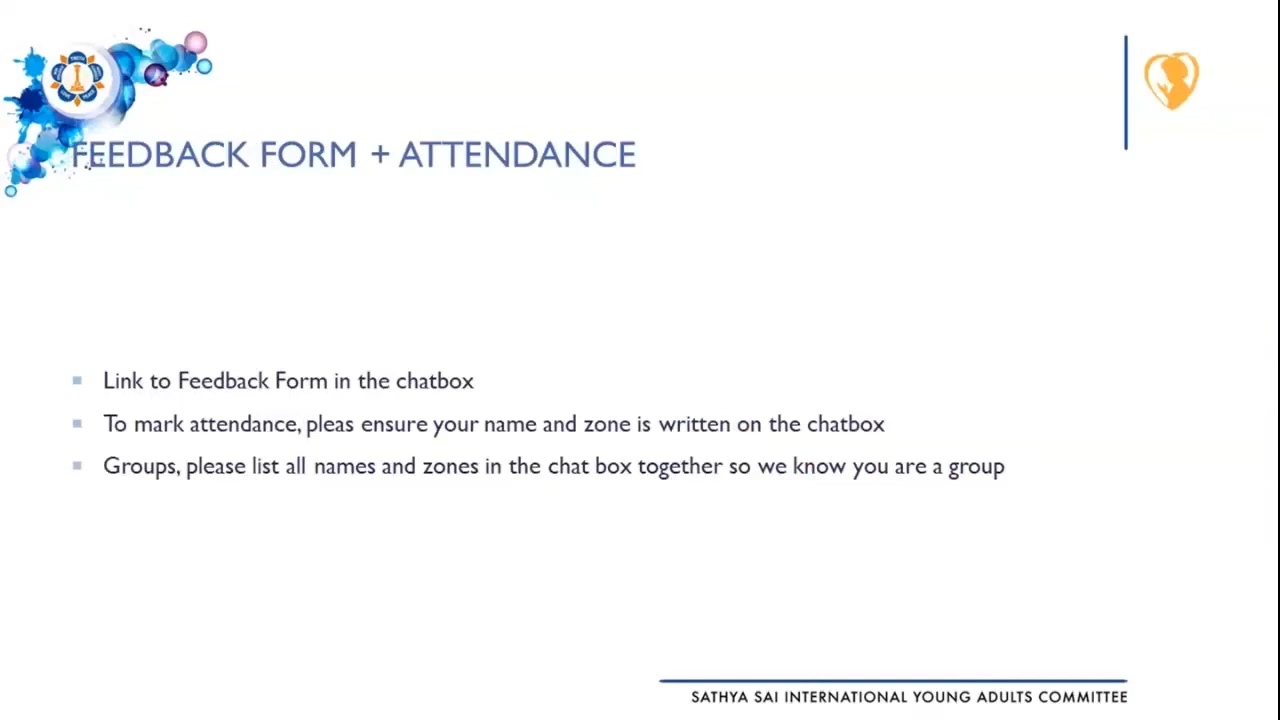 FEEDBACK FORM + ATTENDANCE
Link to Feedback Form in the chatbox
To mark attendance, pleas ensure your name and zone is written on the chatbox
Groups, please list all names and zones in the chat box together so we know you are a group
SATHYA SAI INTERNATIONAL YOUNG ADULTS COMMITTEE